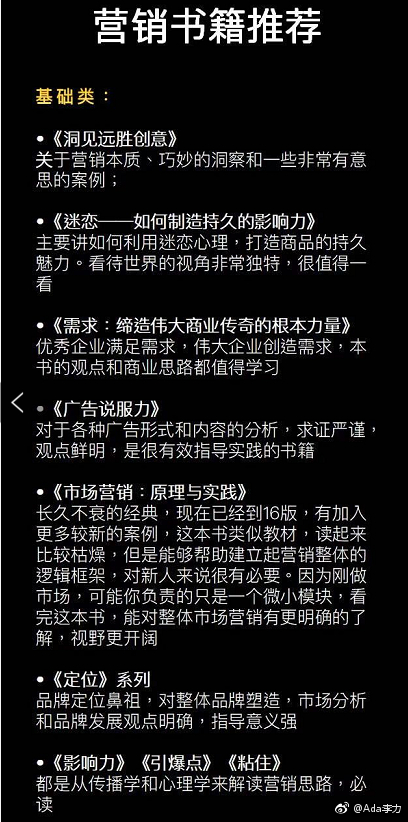 营销书籍推荐
基础类：
•《洞见远胜创意》
关于营销本质、巧妙的洞察和一些非常有意
思的案例；
•《迷恋——如何制造持久的影响力》
主要讲如何利用迷恋心理，打造商品的持久
魅力。看待世界的视角非常独特，很值得一
看
•《需求：缔造伟大商业传奇的根本力量》
优秀企业满足需求，伟大企业创造需求，本
书的观点和商业思路都值得学习
•《广告说服力》
对于各种广告形式和内容的分析，求证严谨，
观点鲜明，是很有效指导实践的书籍
•《市场营销：原理与实践》
长久不衰的经典，现在已经到16版，有加入
更多较新的案例，这本书类似教材，读起来
比较枯燥，但是能够帮助建立起营销整体的
逻辑框架，对新人来说很有必要。因为刚做
市场，可能你负责的只是一个微小模块，看
完这本书，能对整体市场营销有更明确的了
解，视野更开阔
•《定位》系列
品牌定位鼻祖，对整体品牌塑造，市场分析
和品牌发展观点明确，指导意义强
•《影响力》《引爆点》《粘住》
都是从传播学和心理学来解读营销思路，必
读
@Ada李力